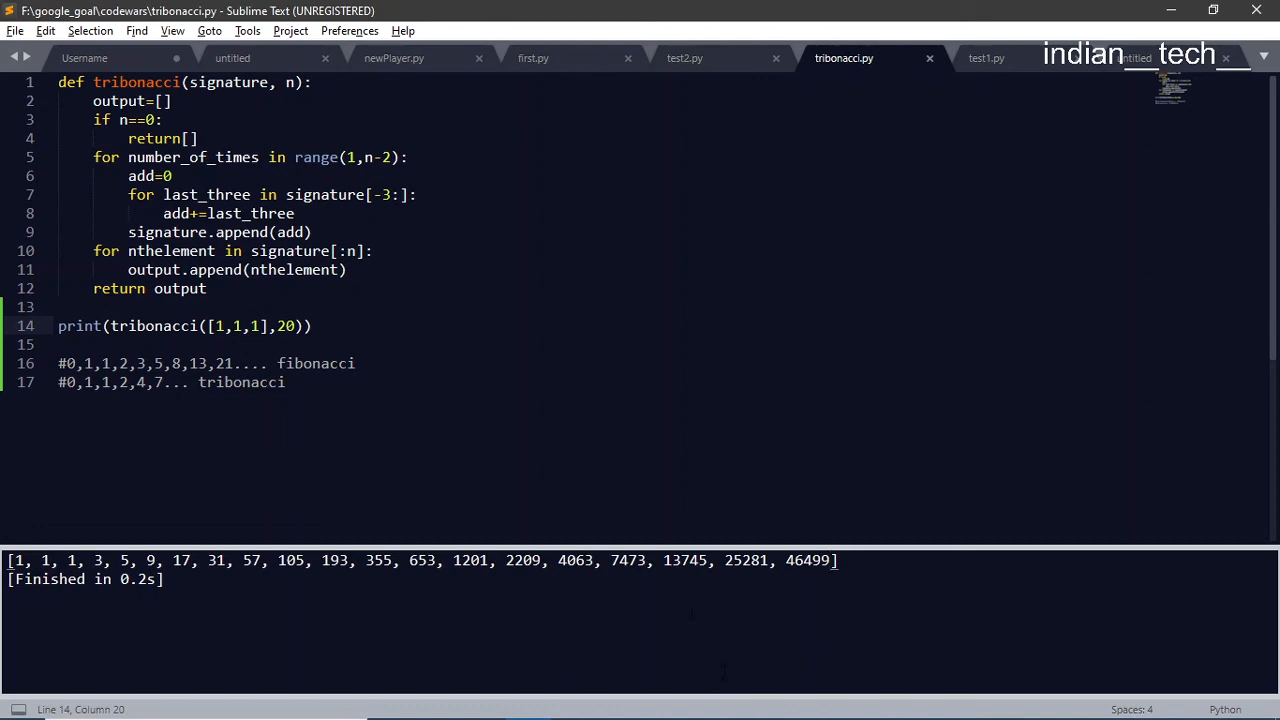 F:\google_goal\codewars\tribonacci.py - Sublime Text (UNREGISTERED)
File Edit Selection Find View Goto Tools Project Preferences Help
Username untitled newPlayer.py first.py test2.py tribonacci.py test1.py untitled
indian__tech__
1 def tribonacci(signature, n):
2 output=[]
3 if n==0:
4 return[]
5 for number_of_times in range(1,n-2):
6 add=0
7 for last_three in signature[-3:]:
8 add+=last_three
9 signature.append(add)
10 for nthelement in signature[:n]:
11 output.append(nthelement)
12 return output
13
14 print(tribonacci([1,1,1],20))
15
16 #0,1,1,2,3,5,8,13,21.... fibonacci
17 #0,1,1,2,4,7... tribonacci
[1, 1, 1, 3, 5, 9, 17, 31, 57, 105, 193, 355, 653, 1201, 2209, 4063, 7473, 13745, 25281, 46499]
[Finished in 0.2s]
Line 14, Column 20 Spaces: 4 Python